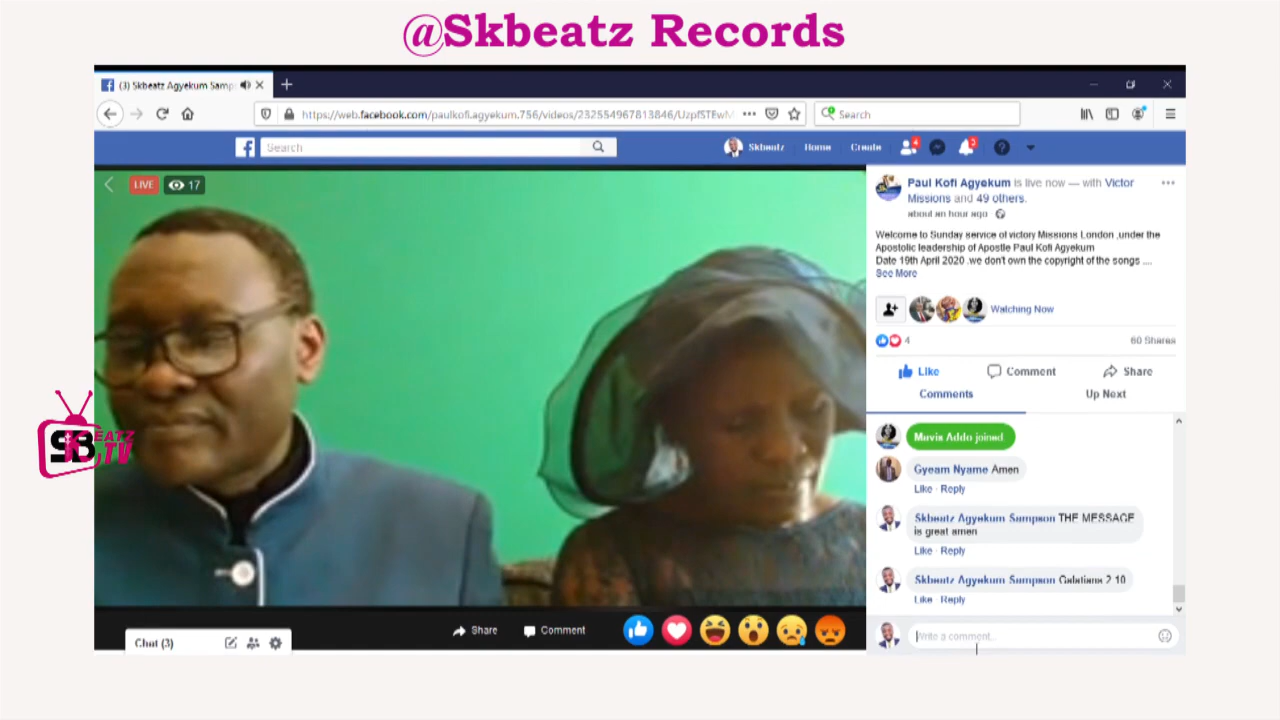 @Skbeatz Records
(3) Skbeatz Agyekum Samp
https://web.facebook.com/paulkofi.agyekum.756/videos/232554967813846/UzpfSTEwM
Search
Search
Skbeatz Home Create
4
3
LIVE 17
Paul Kofi Agyekum is live now — with Victor
Missions and 49 others.
about an hour ago
Welcome to Sunday service of victory Missions London ,under the
Apostolic leadership of Apostle Paul Kofi Agyekum
Date 19th April 2020 .we don't own the copyright of the songs ....
See More
Watching Now
4 60 Shares
Like Comment Share
Comments Up Next
Mavis Addo joined.
Gyeam Nyame Amen
Like · Reply
Skbeatz Agyekum Sampson THE MESSAGE
is great amen
Like · Reply
Skbeatz Agyekum Sampson Galatians 2 10
Like · Reply
Write a comment...
Share Comment
Chat (3)
SKBEATZ
TV